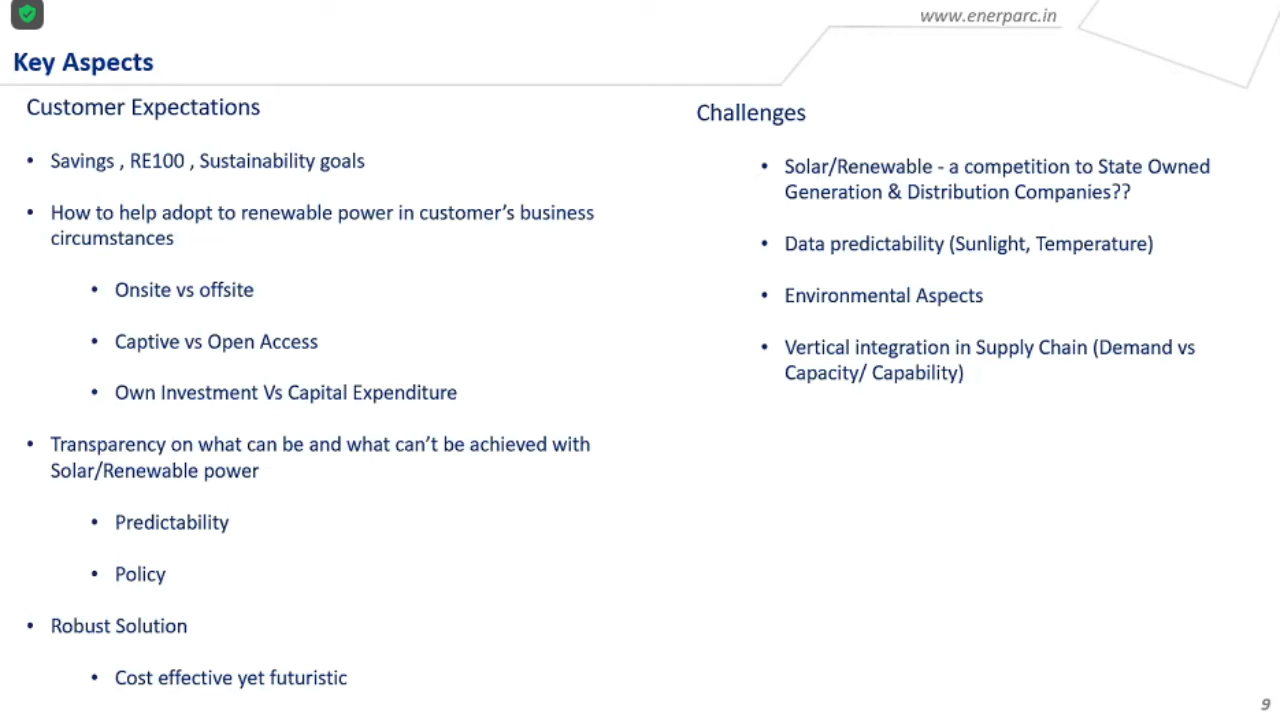 www.enerparc.in
Key Aspects
Customer Expectations
• Savings , RE100 , Sustainability goals
• How to help adopt to renewable power in customer’s business
circumstances
• Onsite vs offsite
• Captive vs Open Access
• Own Investment Vs Capital Expenditure
• Transparency on what can be and what can’t be achieved with
Solar/Renewable power
• Predictability
• Policy
• Robust Solution
• Cost effective yet futuristic
Challenges
• Solar/Renewable - a competition to State Owned
Generation & Distribution Companies??
• Data predictability (Sunlight, Temperature)
• Environmental Aspects
• Vertical integration in Supply Chain (Demand vs
Capacity/ Capability)
9